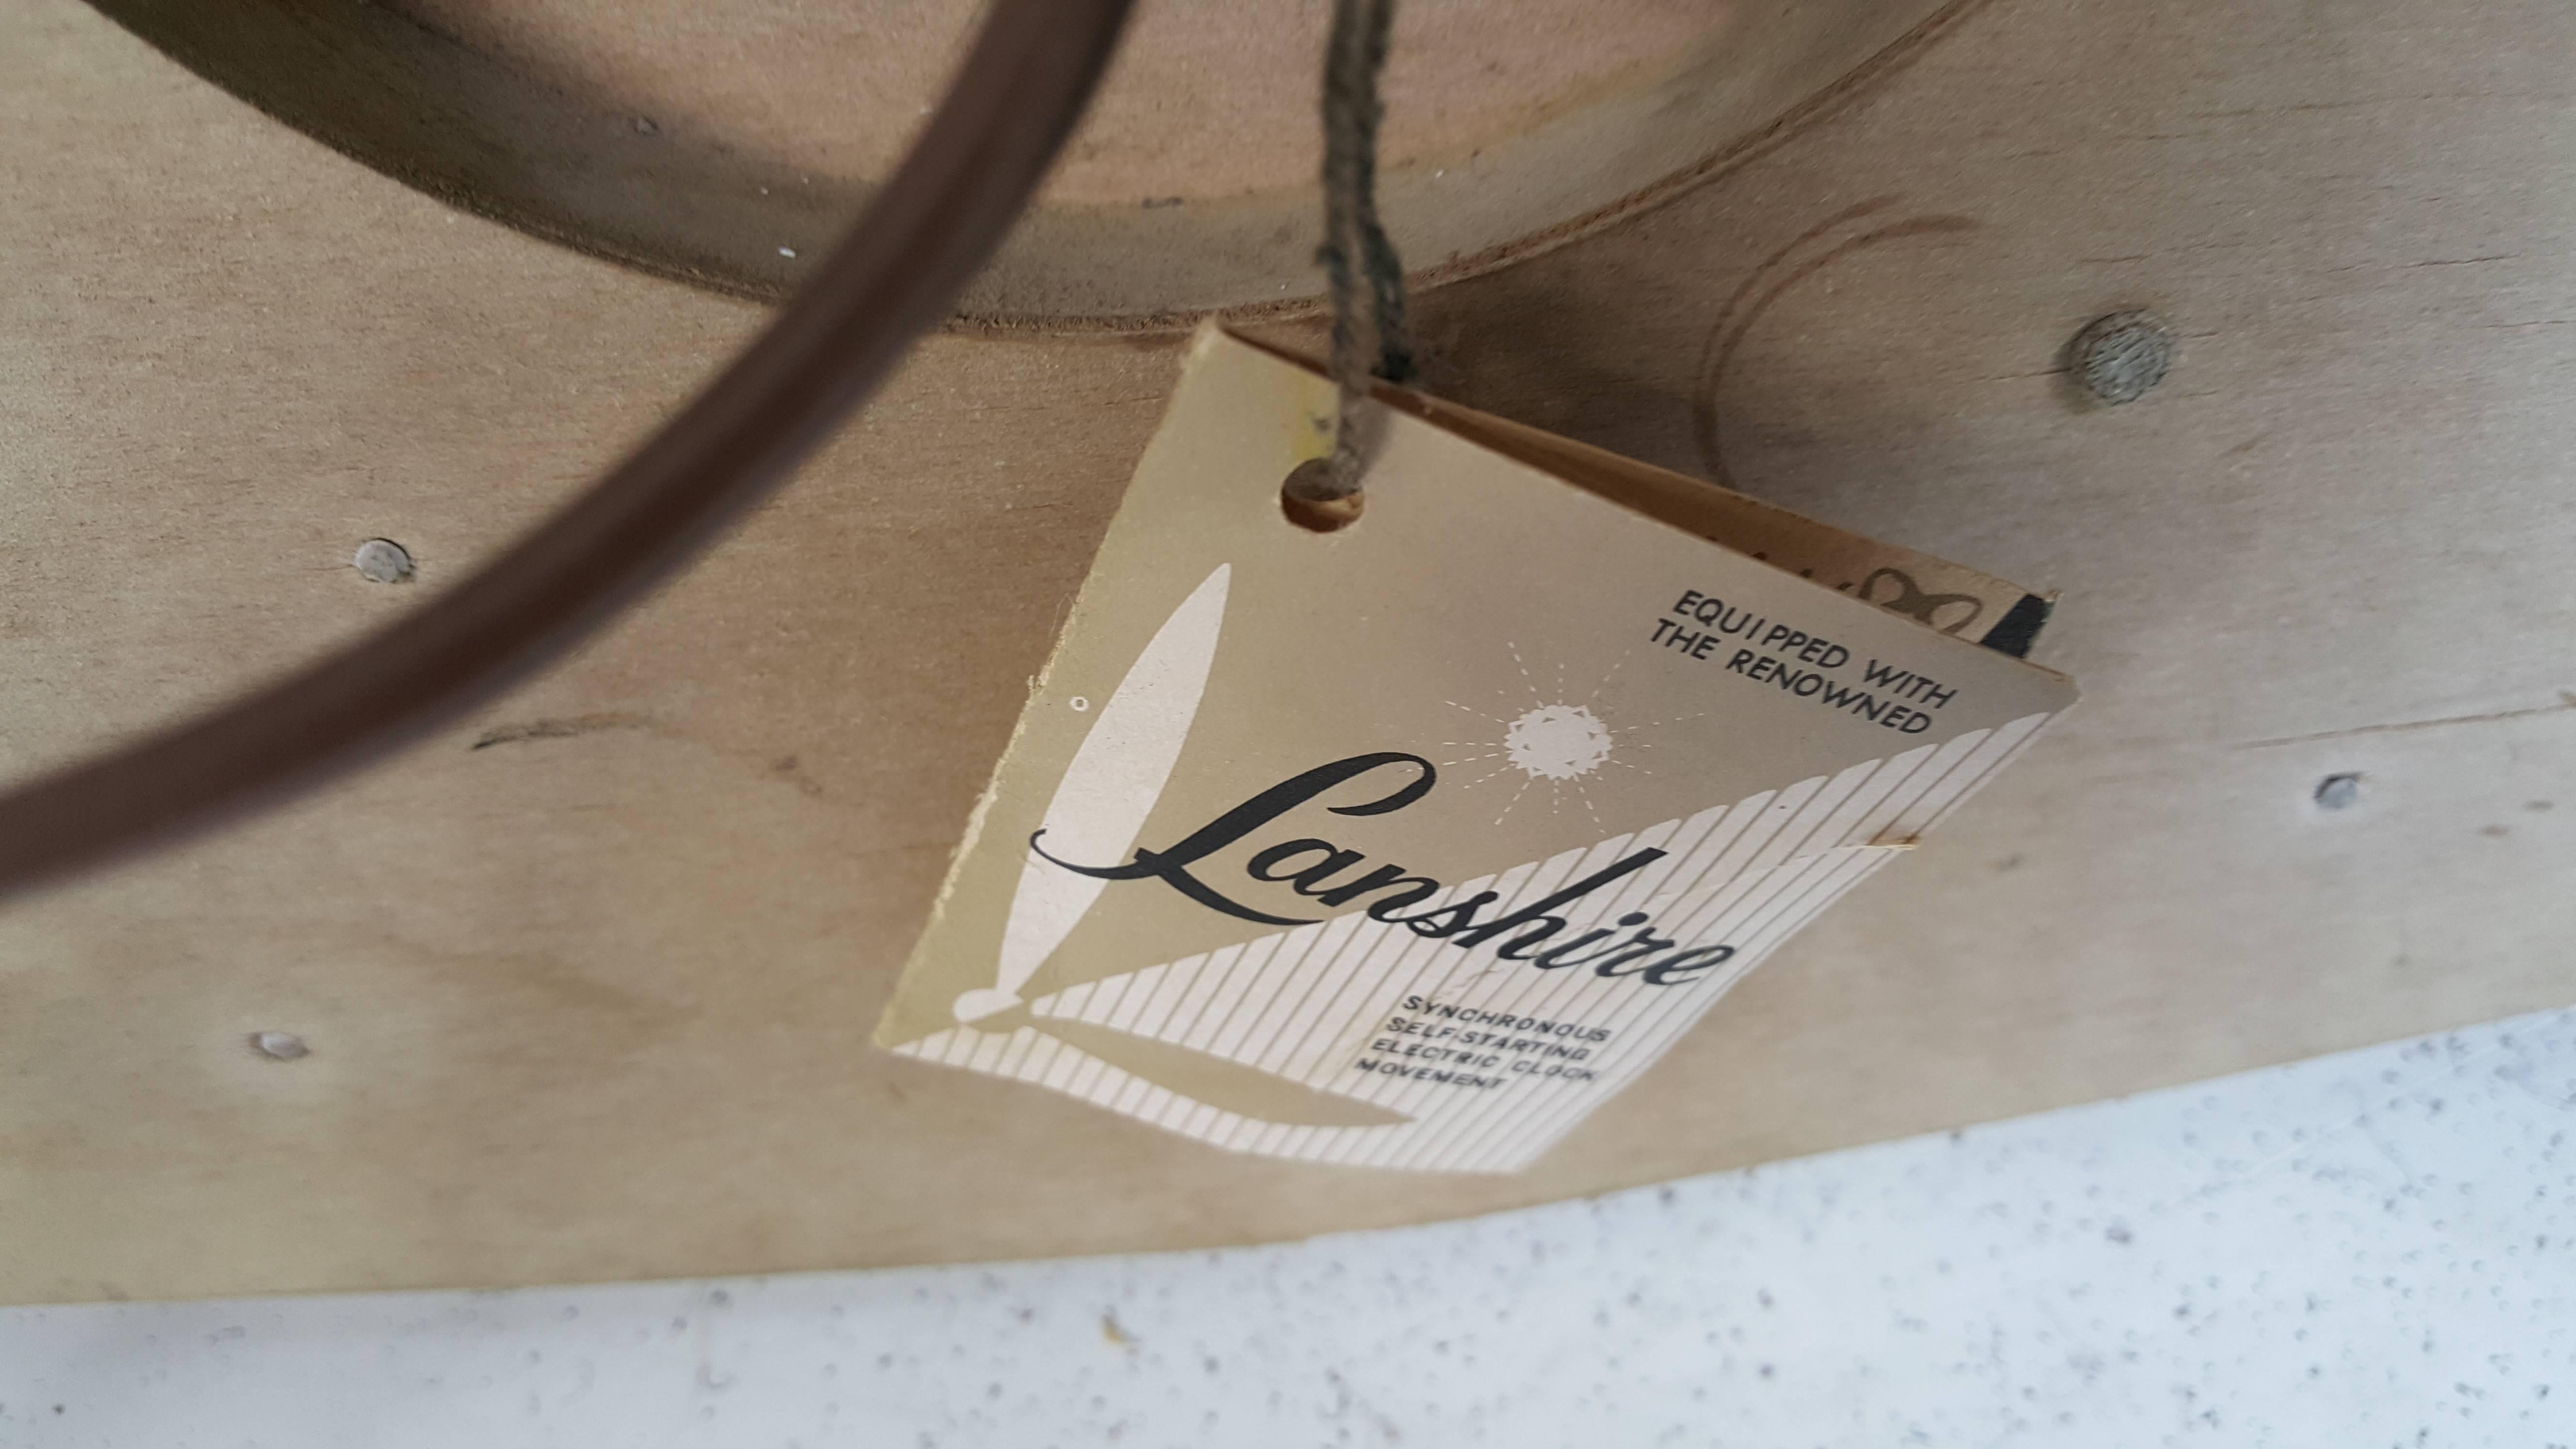 EQUIPPED WITH
THE RENOWNED
Lanshire
SYNCHRONOUS
SELF-STARTING
ELECTRIC CLOCK
MOVEMENT